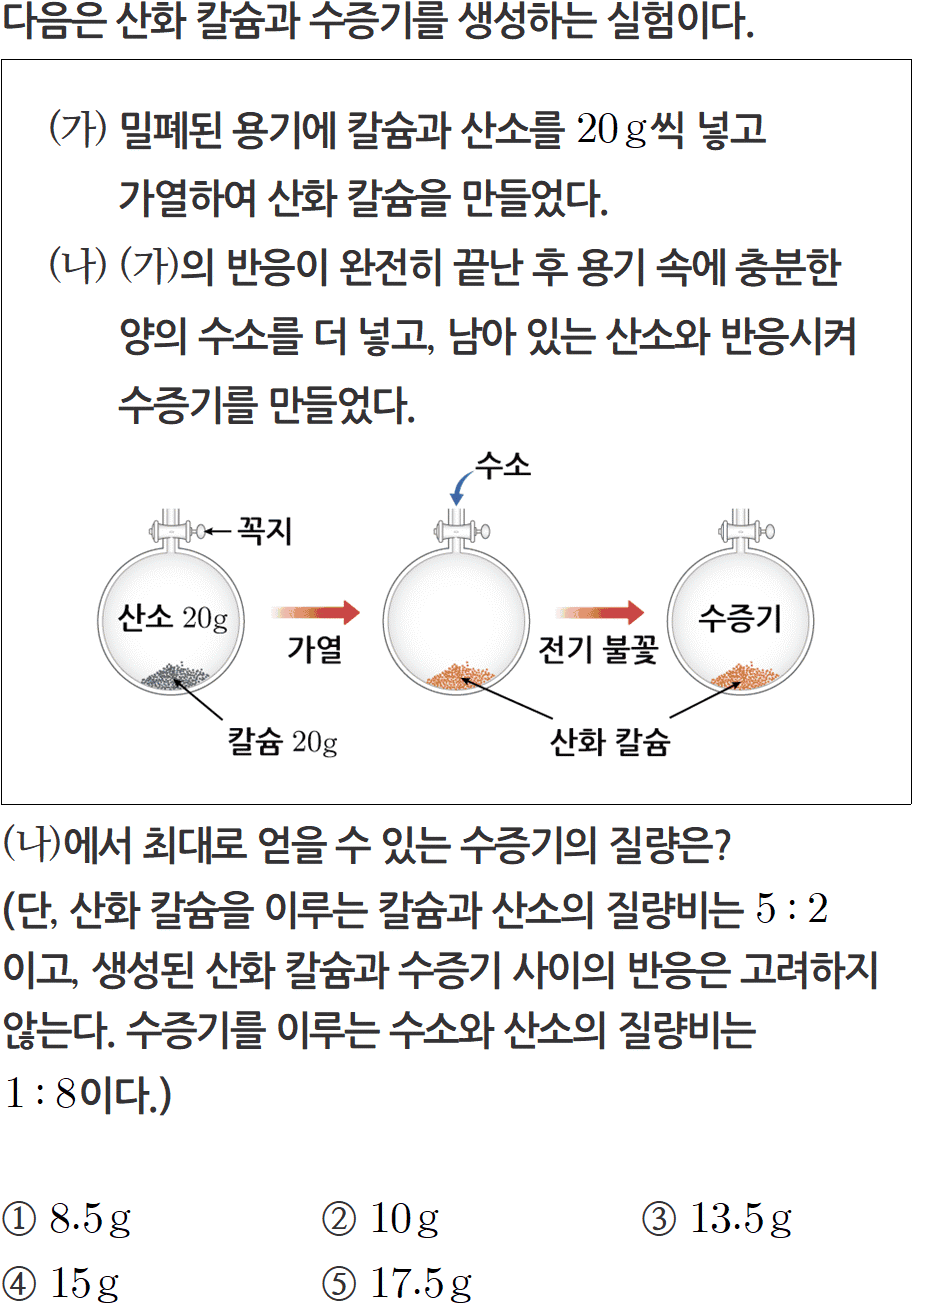 다음은 산화 칼슘과 수증기를 생성하는 실험이다.
(가) 밀폐된 용기에 칼슘과 산소를 20g씩 넣고
가열하여 산화 칼슘을 만들었다.
(나) (가)의 반응이 완전히 끝난 후 용기 속에 충분한
양의 수소를 더 넣고, 남아 있는 산소와 반응시켜
수증기를 만들었다.
수소
꼭지
산소 20g
가열
전기 불꽃
수증기
칼슘 20g
산화 칼슘
(나)에서 최대로 얻을 수 있는 수증기의 질량은?
(단, 산화 칼슘을 이루는 칼슘과 산소의 질량비는 5 : 2
이고, 생성된 산화 칼슘과 수증기 사이의 반응은 고려하지
않는다. 수증기를 이루는 수소와 산소의 질량비는
1 : 8이다.)
① 8.5g ② 10g ③ 13.5g
④ 15g ⑤ 17.5g